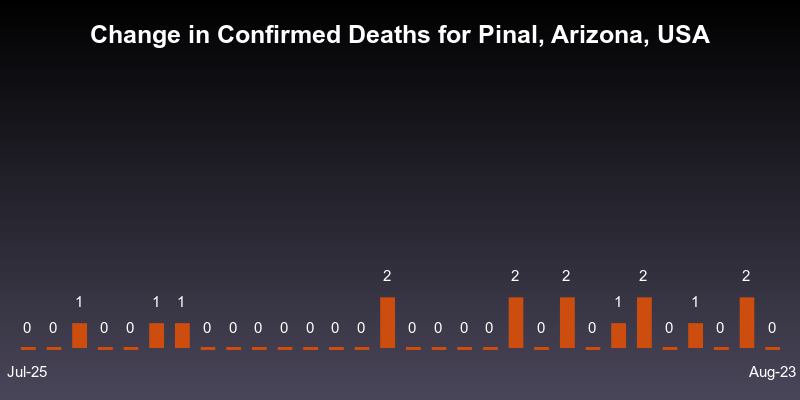 Change in Confirmed Deaths for Pinal, Arizona, USA
2 2 2 2 2
1 1 1 1 1
0 0 0 0 0 0 0 0 0 0 0 0 0 0 0 0 0 0 0 0
Jul-25 Aug-23